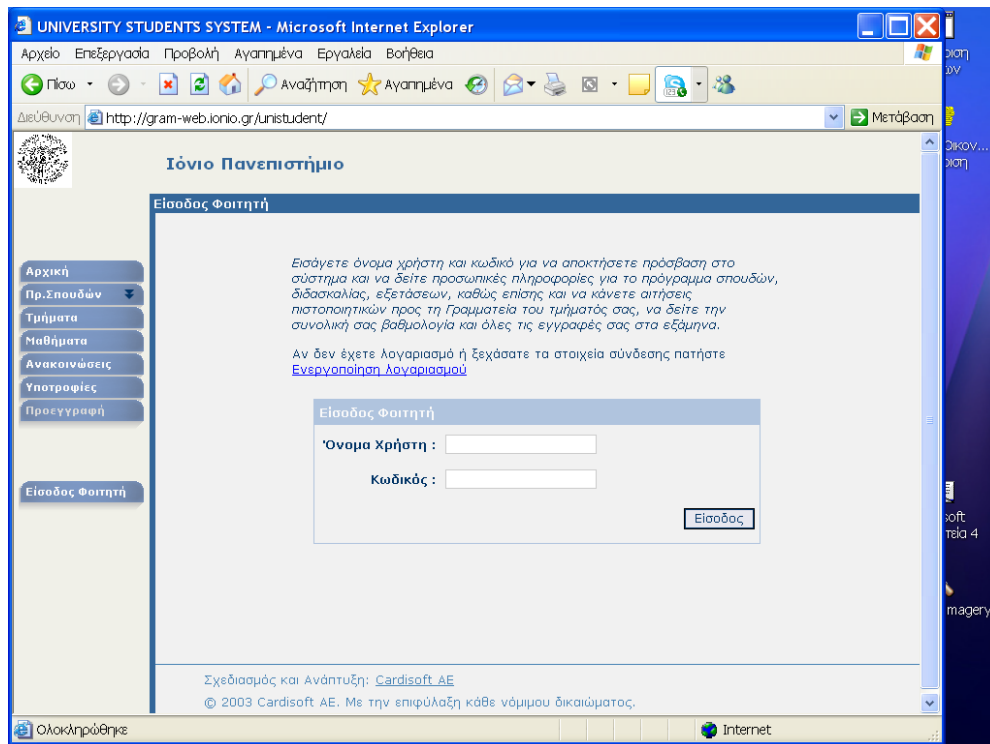 UNIVERSITY STUDENTS SYSTEM - Microsoft Internet Explorer
Αρχείο Επεξεργασία Προβολή Αγαπημένα Εργαλεία Βοήθεια
Πίσω Αναζήτηση Αγαπημένα
Διεύθυνση http://gram-web.ionio.gr/unistudent/ Μετάβαση
Ιόνιο Πανεπιστήμιο
Είσοδος Φοιτητή
Αρχική
Πρ.Σπουδών
Τμήματα
Μαθήματα
Ανακοινώσεις
Υποτροφίες
Προεγγραφή
Είσοδος Φοιτητή
Εισάγετε όνομα χρήστη και κωδικό για να αποκτήσετε πρόσβαση στο
σύστημα και να δείτε προσωπικές πληροφορίες για το πρόγραμμα σπουδών,
διδασκαλίας, εξετάσεων, καθώς επίσης και να κάνετε αιτήσεις
πιστοποιητικών προς τη Γραμματεία του τμήματός σας, να δείτε την
συνολική σας βαθμολογία και όλες τις εγγραφές σας στα εξάμηνα.
Αν δεν έχετε λογαριασμό ή ξεχάσατε τα στοιχεία σύνδεσης πατήστε
Ενεργοποίηση λογαριασμού
Είσοδος Φοιτητή
Όνομα Χρήστη :
Κωδικός :
Είσοδος
Σχεδιασμός και Ανάπτυξη: Cardisoft ΑΕ
© 2003 Cardisoft ΑΕ. Με την επιφύλαξη κάθε νόμιμου δικαιώματος.
Ολοκληρώθηκε Internet